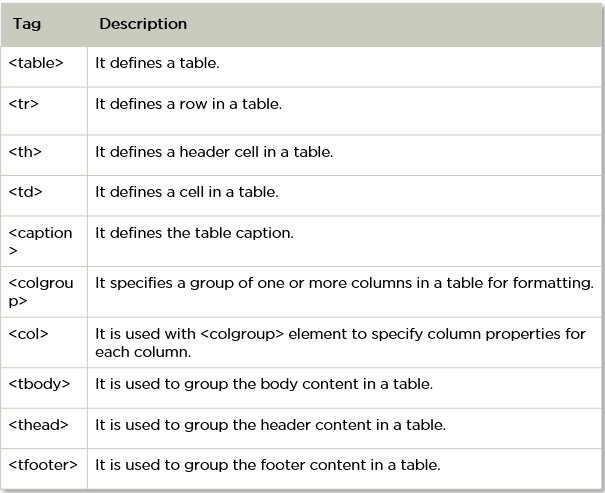 Tag Description
<table> It defines a table.
<tr> It defines a row in a table.
<th> It defines a header cell in a table.
<td> It defines a cell in a table.
<caption It defines the table caption.
>
<colgrou It specifies a group of one or more columns in a table for formatting.
p>
<col> It is used with <colgroup> element to specify column properties for
each column.
<tbody> It is used to group the body content in a table.
<thead> It is used to group the header content in a table.
<tfooter> It is used to group the footer content in a table.